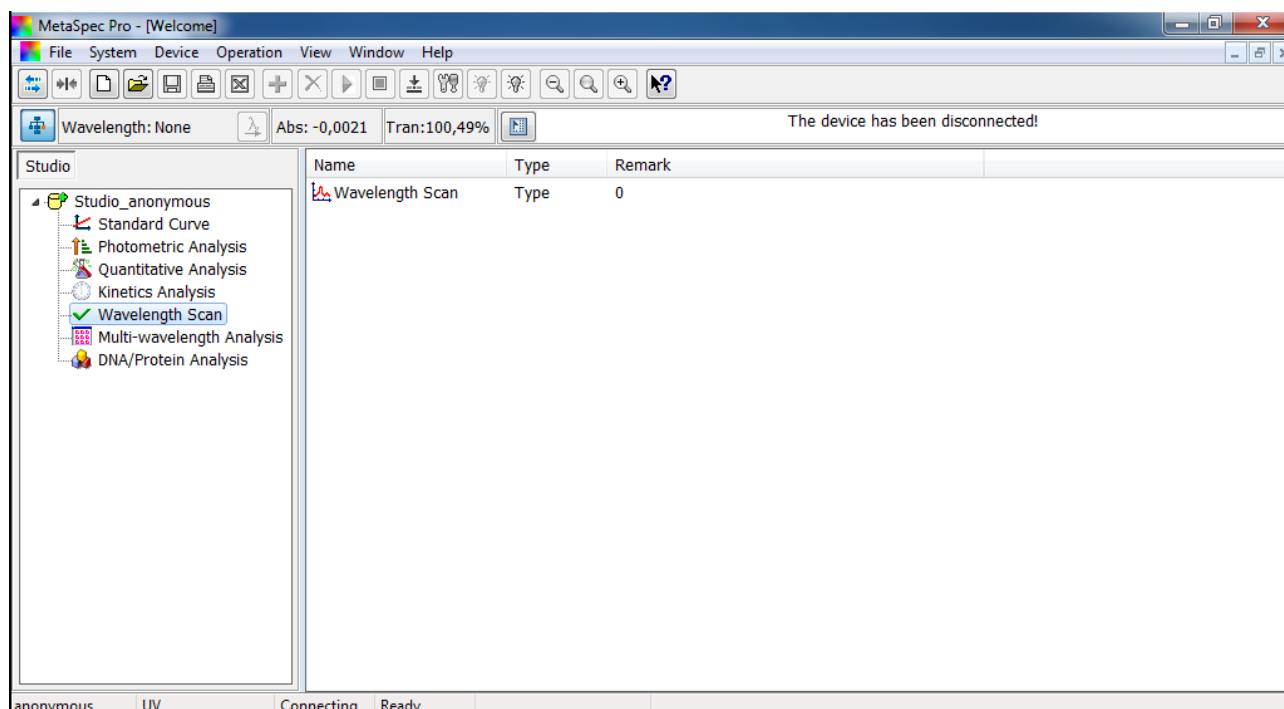 MetaSpec Pro - [Welcome]
File System Device Operation View Window Help
Wavelength: None Abs: -0,0021 Tran:100,49% The device has been disconnected!
Studio
Name Type Remark
Studio_anonymous
Standard Curve
Photometric Analysis
Quantitative Analysis
Kinetics Analysis
Wavelength Scan
Multi-wavelength Analysis
DNA/Protein Analysis
Wavelength Scan Type 0
anonymous UV Connecting Ready